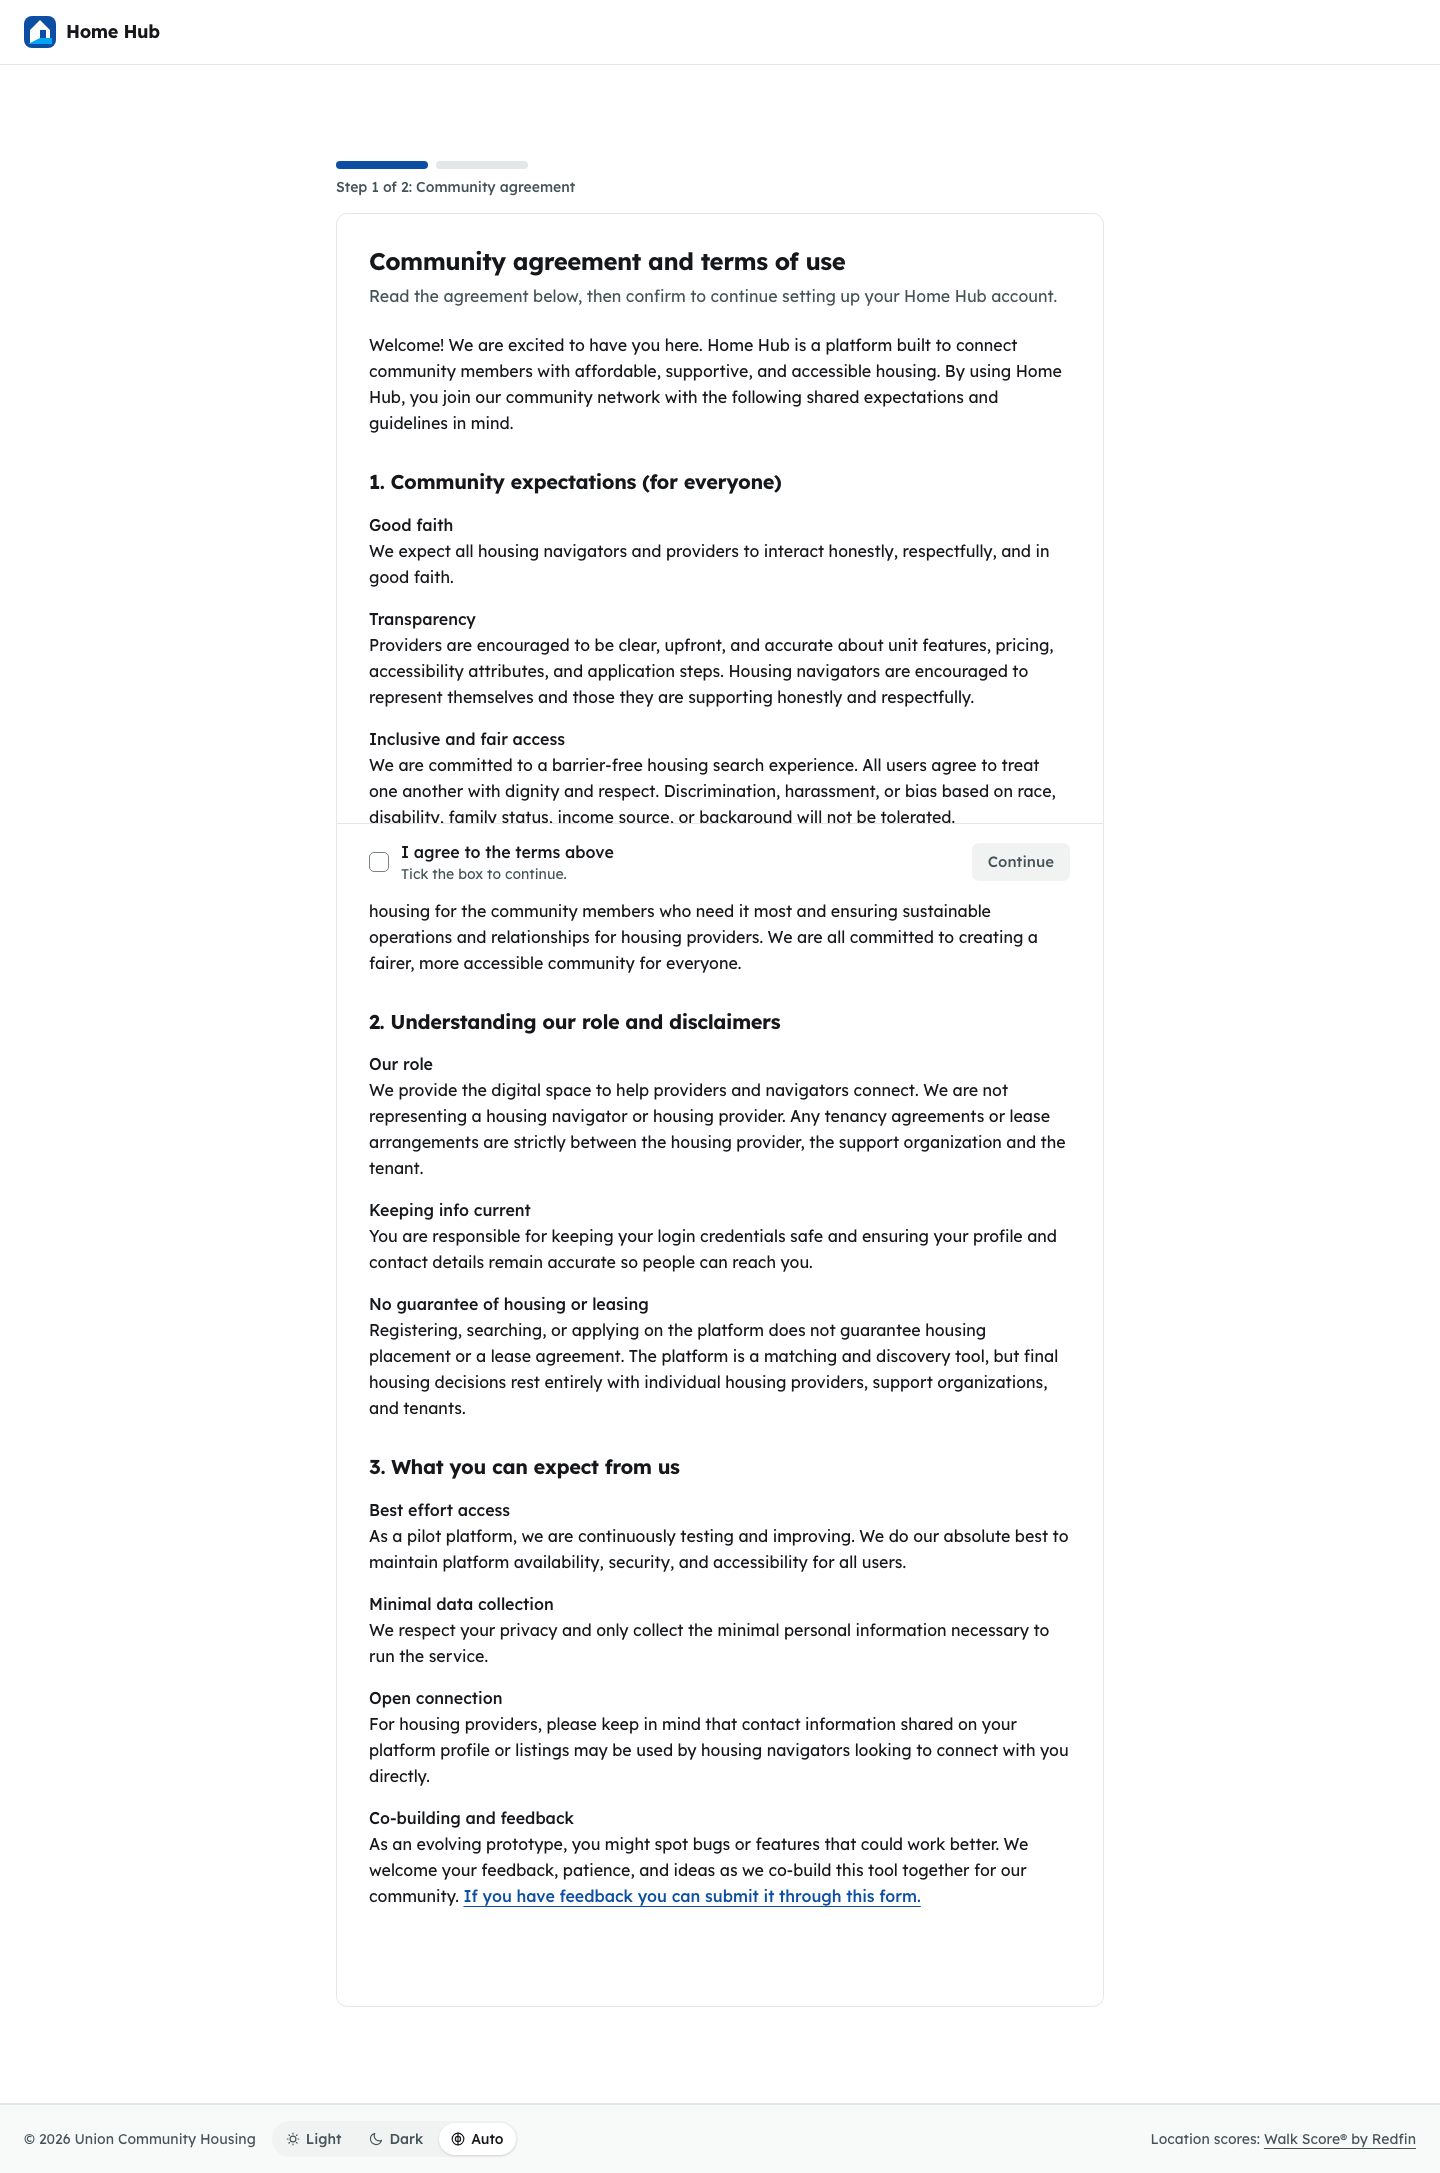 Home Hub
Step 1 of 2: Community agreement
Community agreement and terms of use
Read the agreement below, then confirm to continue setting up your Home Hub account.
Welcome! We are excited to have you here. Home Hub is a platform built to connect
community members with affordable, supportive, and accessible housing. By using Home
Hub, you join our community network with the following shared expectations and
guidelines in mind.
1. Community expectations (for everyone)
Good faith
We expect all housing navigators and providers to interact honestly, respectfully, and in
good faith.
Transparency
Providers are encouraged to be clear, upfront, and accurate about unit features, pricing,
accessibility attributes, and application steps. Housing navigators are encouraged to
represent themselves and those they are supporting honestly and respectfully.
Inclusive and fair access
We are committed to a barrier-free housing search experience. All users agree to treat
one another with dignity and respect. Discrimination, harassment, or bias based on race,
disability, family status, income source, or background will not be tolerated.
I agree to the terms above
Tick the box to continue.
Continue
housing for the community members who need it most and ensuring sustainable
operations and relationships for housing providers. We are all committed to creating a
fairer, more accessible community for everyone.
2. Understanding our role and disclaimers
Our role
We provide the digital space to help providers and navigators connect. We are not
representing a housing navigator or housing provider. Any tenancy agreements or lease
arrangements are strictly between the housing provider, the support organization and the
tenant.
Keeping info current
You are responsible for keeping your login credentials safe and ensuring your profile and
contact details remain accurate so people can reach you.
No guarantee of housing or leasing
Registering, searching, or applying on the platform does not guarantee housing
placement or a lease agreement. The platform is a matching and discovery tool, but final
housing decisions rest entirely with individual housing providers, support organizations,
and tenants.
3. What you can expect from us
Best effort access
As a pilot platform, we are continuously testing and improving. We do our absolute best to
maintain platform availability, security, and accessibility for all users.
Minimal data collection
We respect your privacy and only collect the minimal personal information necessary to
run the service.
Open connection
For housing providers, please keep in mind that contact information shared on your
platform profile or listings may be used by housing navigators looking to connect with you
directly.
Co-building and feedback
As an evolving prototype, you might spot bugs or features that could work better. We
welcome your feedback, patience, and ideas as we co-build this tool together for our
community. If you have feedback you can submit it through this form.
© 2026 Union Community Housing
Light
Dark
Auto
Location scores: Walk Score® by Redfin